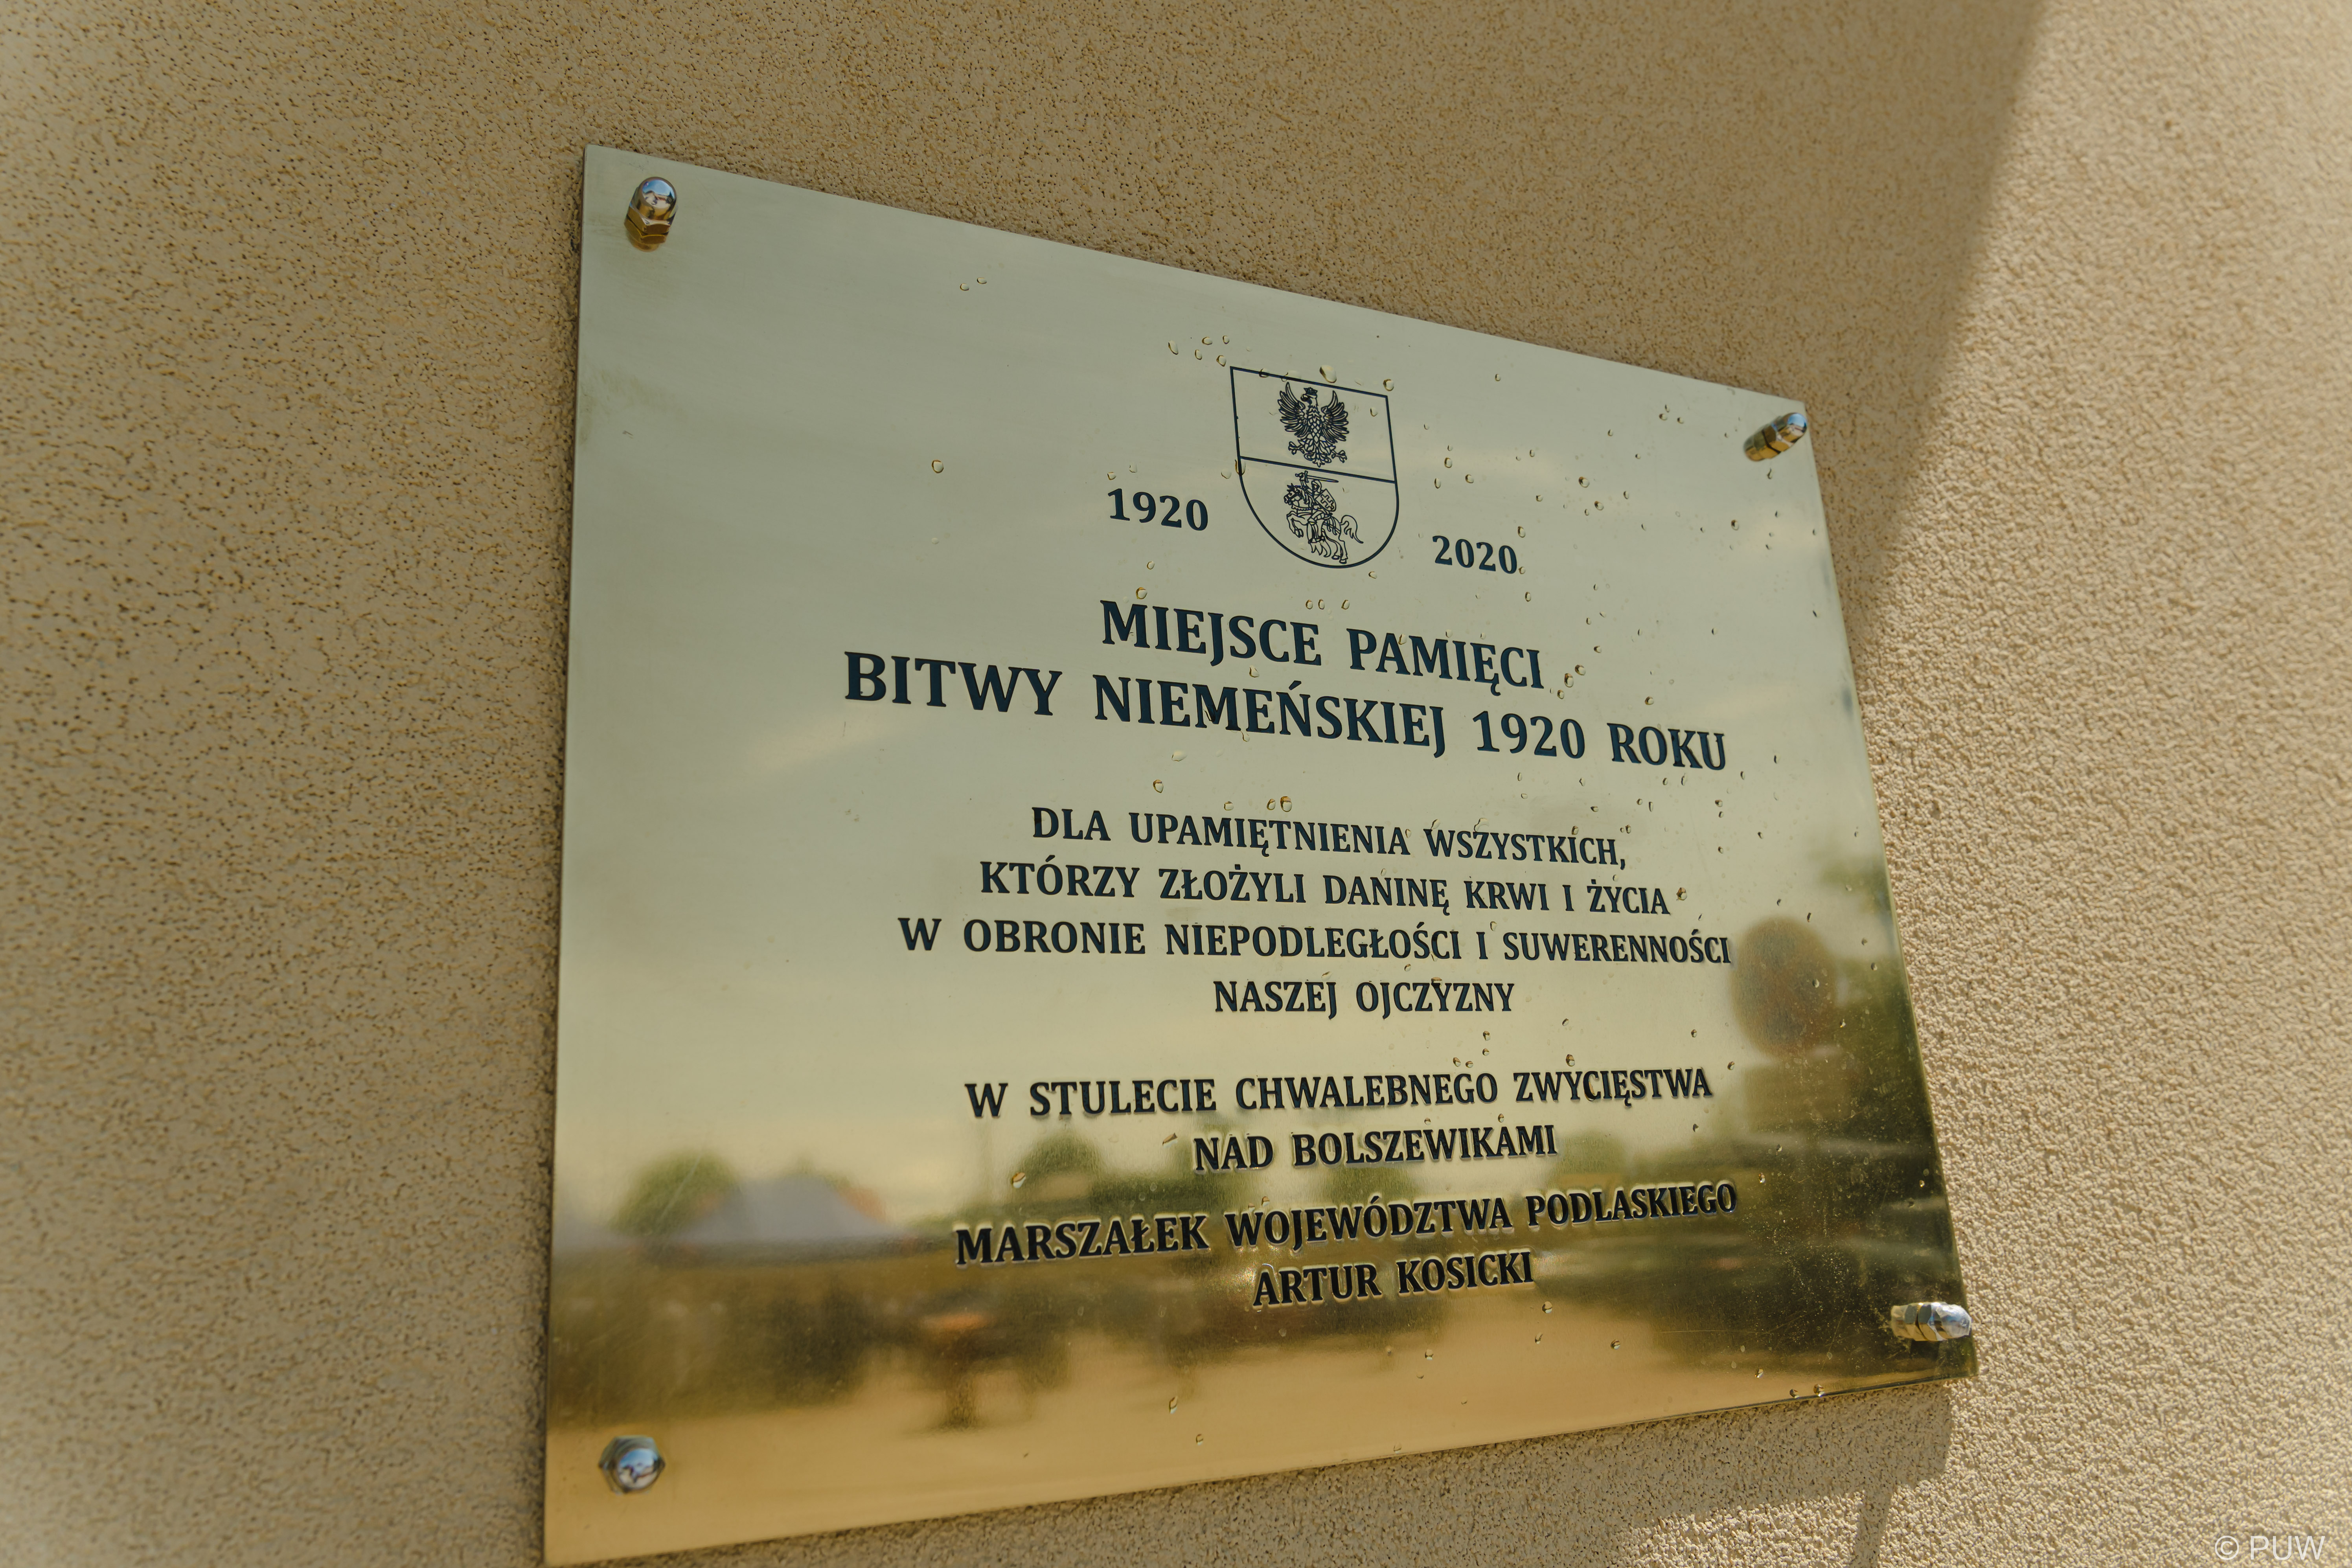 1920
2020
MIEJSCE PAMIĘCI
BITWY NIEMEŃSKIEJ 1920 ROKU
DLA UPAMIĘTNIENIA WSZYSTKICH,
KTÓRZY ZŁOŻYLI DANINĘ KRWI I ŻYCIA
W OBRONIE NIEPODLEGŁOŚCI I SUWERENNOŚCI
NASZEJ OJCZYZNY
W STULECIE CHWALEBNEGO ZWYCIĘSTWA
NAD BOLSZEWIKAMI
MARSZAŁEK WOJEWÓDZTWA PODLASKIEGO
ARTUR KOSICKI
© PUW